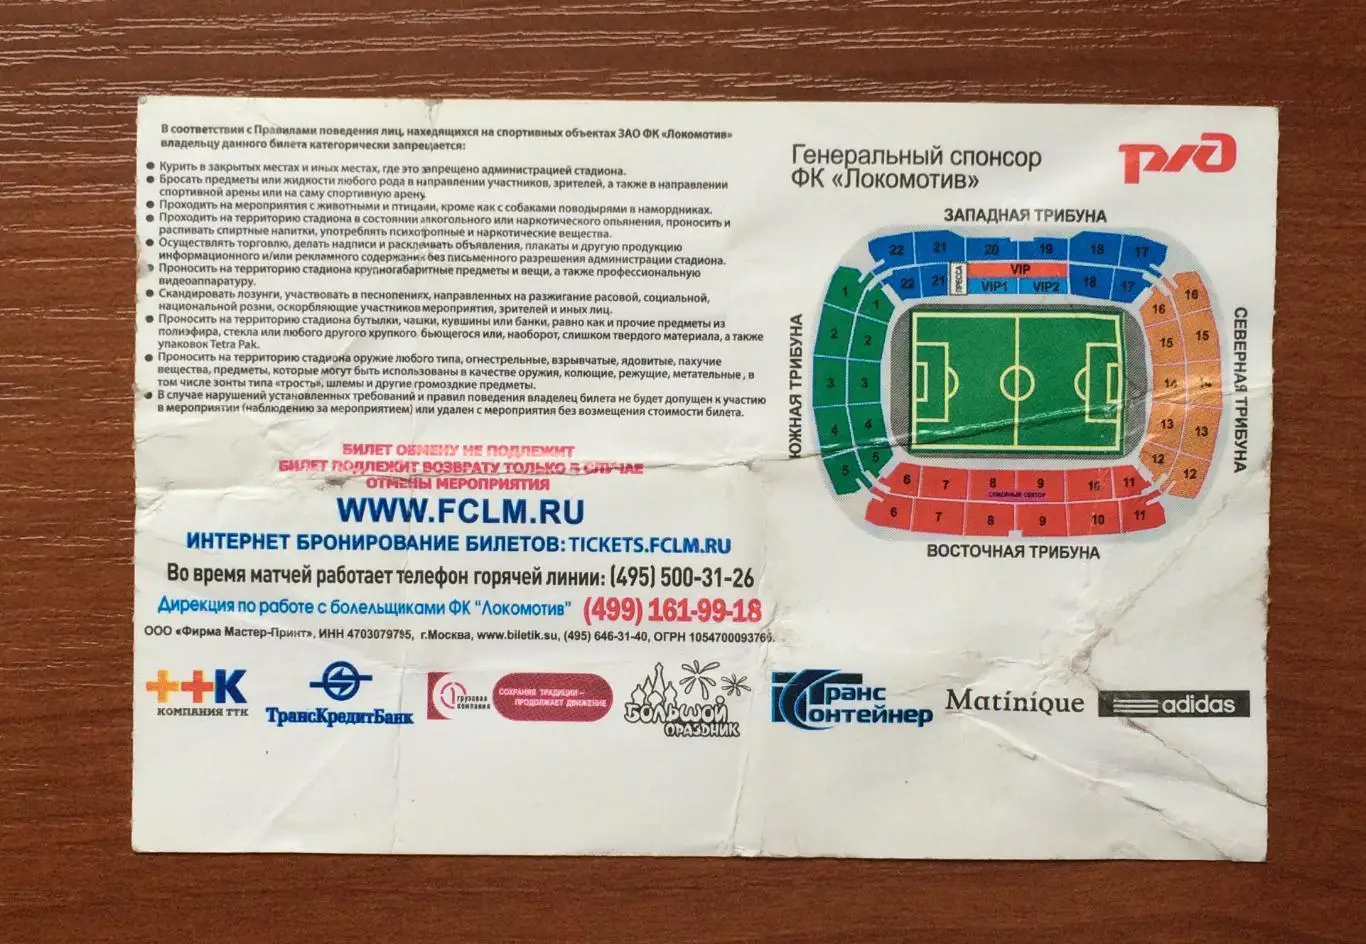 В соответствии с Правилами поведения лиц, находящихся на спортивных объектах ЗАО ФК «Локомотив»
владельцу данного билета категорически запрещается:
● Курить в закрытых местах и иных местах, где это запрещено администрацией стадиона.
● Бросать предметы или жидкости любого рода в направлении участников, зрителей, а также в направлении
спортивной арены или на саму спортивную арену.
● Проходить на мероприятия с животными и птицами, кроме как с собаками поводырями в намордниках.
● Проходить на территорию стадиона в состоянии алкогольного или наркотического опьянения, проносить и
распивать спиртные напитки, употреблять психотропные и наркотические вещества.
● Осуществлять торговлю, делать надписи и расклеивать объявления, плакаты и другую продукцию
информационного и/или рекламного содержания без письменного разрешения администрации стадиона.
● Проносить на территорию стадиона крупногабаритные предметы и вещи, а также профессиональную
видеоаппаратуру.
● Скандировать лозунги, участвовать в песнопениях, направленных на разжигание расовой, социальной,
национальной розни, оскорбляющих участников мероприятия, зрителей и иных лиц.
● Проносить на территорию стадиона бутылки, чашки, кувшины или банки, равно как и прочие предметы из
полиэфира, стекла или любого другого хрупкого, бьющегося или, наоборот, слишком твердого материала, а также
упаковок Tetra Pak.
● Проносить на территорию стадиона оружие любого типа, огнестрельные, взрывчатые, ядовитые, пахучие
вещества, предметы, которые могут быть использованы в качестве оружия, колющие, режущие, метательные, в
том числе зонты типа «трость», шлемы и другие громоздкие предметы.
● В случае нарушений установленных требований и правил поведения владелец билета не будет допущен к участию
в мероприятии (наблюдению за мероприятием) или удален с мероприятия без возмещения стоимости билета.
БИЛЕТ ОБМЕНУ НЕ ПОДЛЕЖИТ
БИЛЕТ ПОДЛЕЖИТ ВОЗВРАТУ ТОЛЬКО В СЛУЧАЕ
ОТМЕНЫ МЕРОПРИЯТИЯ
WWW.FCLM.RU
ИНТЕРНЕТ БРОНИРОВАНИЕ БИЛЕТОВ: TICKETS.FCLM.RU
Во время матчей работает телефон горячей линии: (495) 500-31-26
Дирекция по работе с болельщиками ФК "Локомотив" (499) 161-99-18
ООО «Фирма Мастер-Принт», ИНН 4703079795, г.Москва, www.biletik.su, (495) 646-31-40, ОГРН 1054700093766.
Генеральный спонсор
ФК «Локомотив»
РЖД
ЗАПАДНАЯ ТРИБУНА
22 21 20 19 18 17
22 21 ПРЕССА VIP 18 17
VIP1 VIP2
ЮЖНАЯ ТРИБУНА
1 1
2 2
3 3
4 4
5 5
СЕВЕРНАЯ ТРИБУНА
16 16
15 15
14 14
13 13
12 12
6 7 8 9 10 11
СЕМЕЙНЫЙ СЕКТОР
6 7 8 9 10 11
ВОСТОЧНАЯ ТРИБУНА
++К
КОМПАНИЯ ТТК
ТрансКредитБанк
грузовая
компания
СОХРАНЯЯ ТРАДИЦИИ –
ПРОДОЛЖАЕТ ДВИЖЕНИЕ
БОЛЬШОЙ
ПРАЗДНИК
Транс
Контейнер
Matinique
adidas